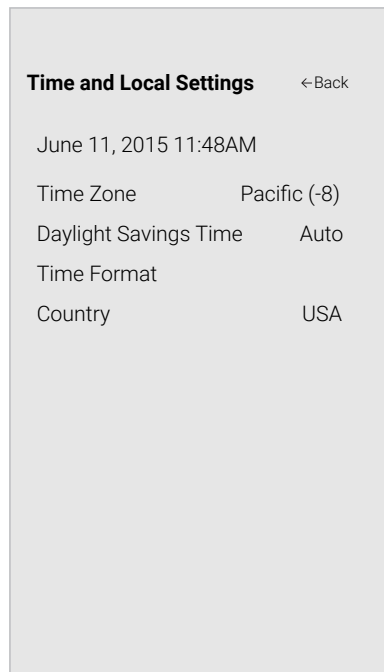 Time and Local Settings ←Back
June 11, 2015 11:48AM
Time Zone Pacific (-8)
Daylight Savings Time Auto
Time Format
Country USA